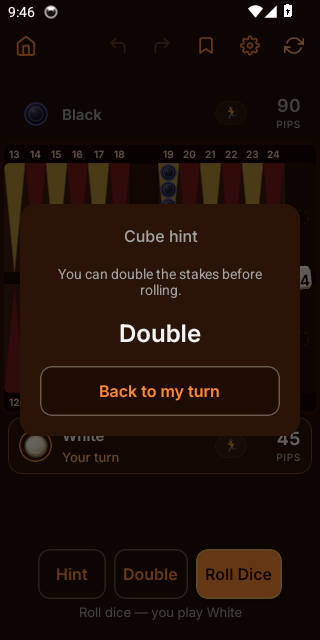 9:46
Black
90
PIPS
13 14 15 16 17 18 19 20 21 22 23 24
Cube hint
You can double the stakes before
rolling.
Double
Back to my turn
4
12
White
Your turn
45
PIPS
Hint
Double
Roll Dice
Roll dice — you play White